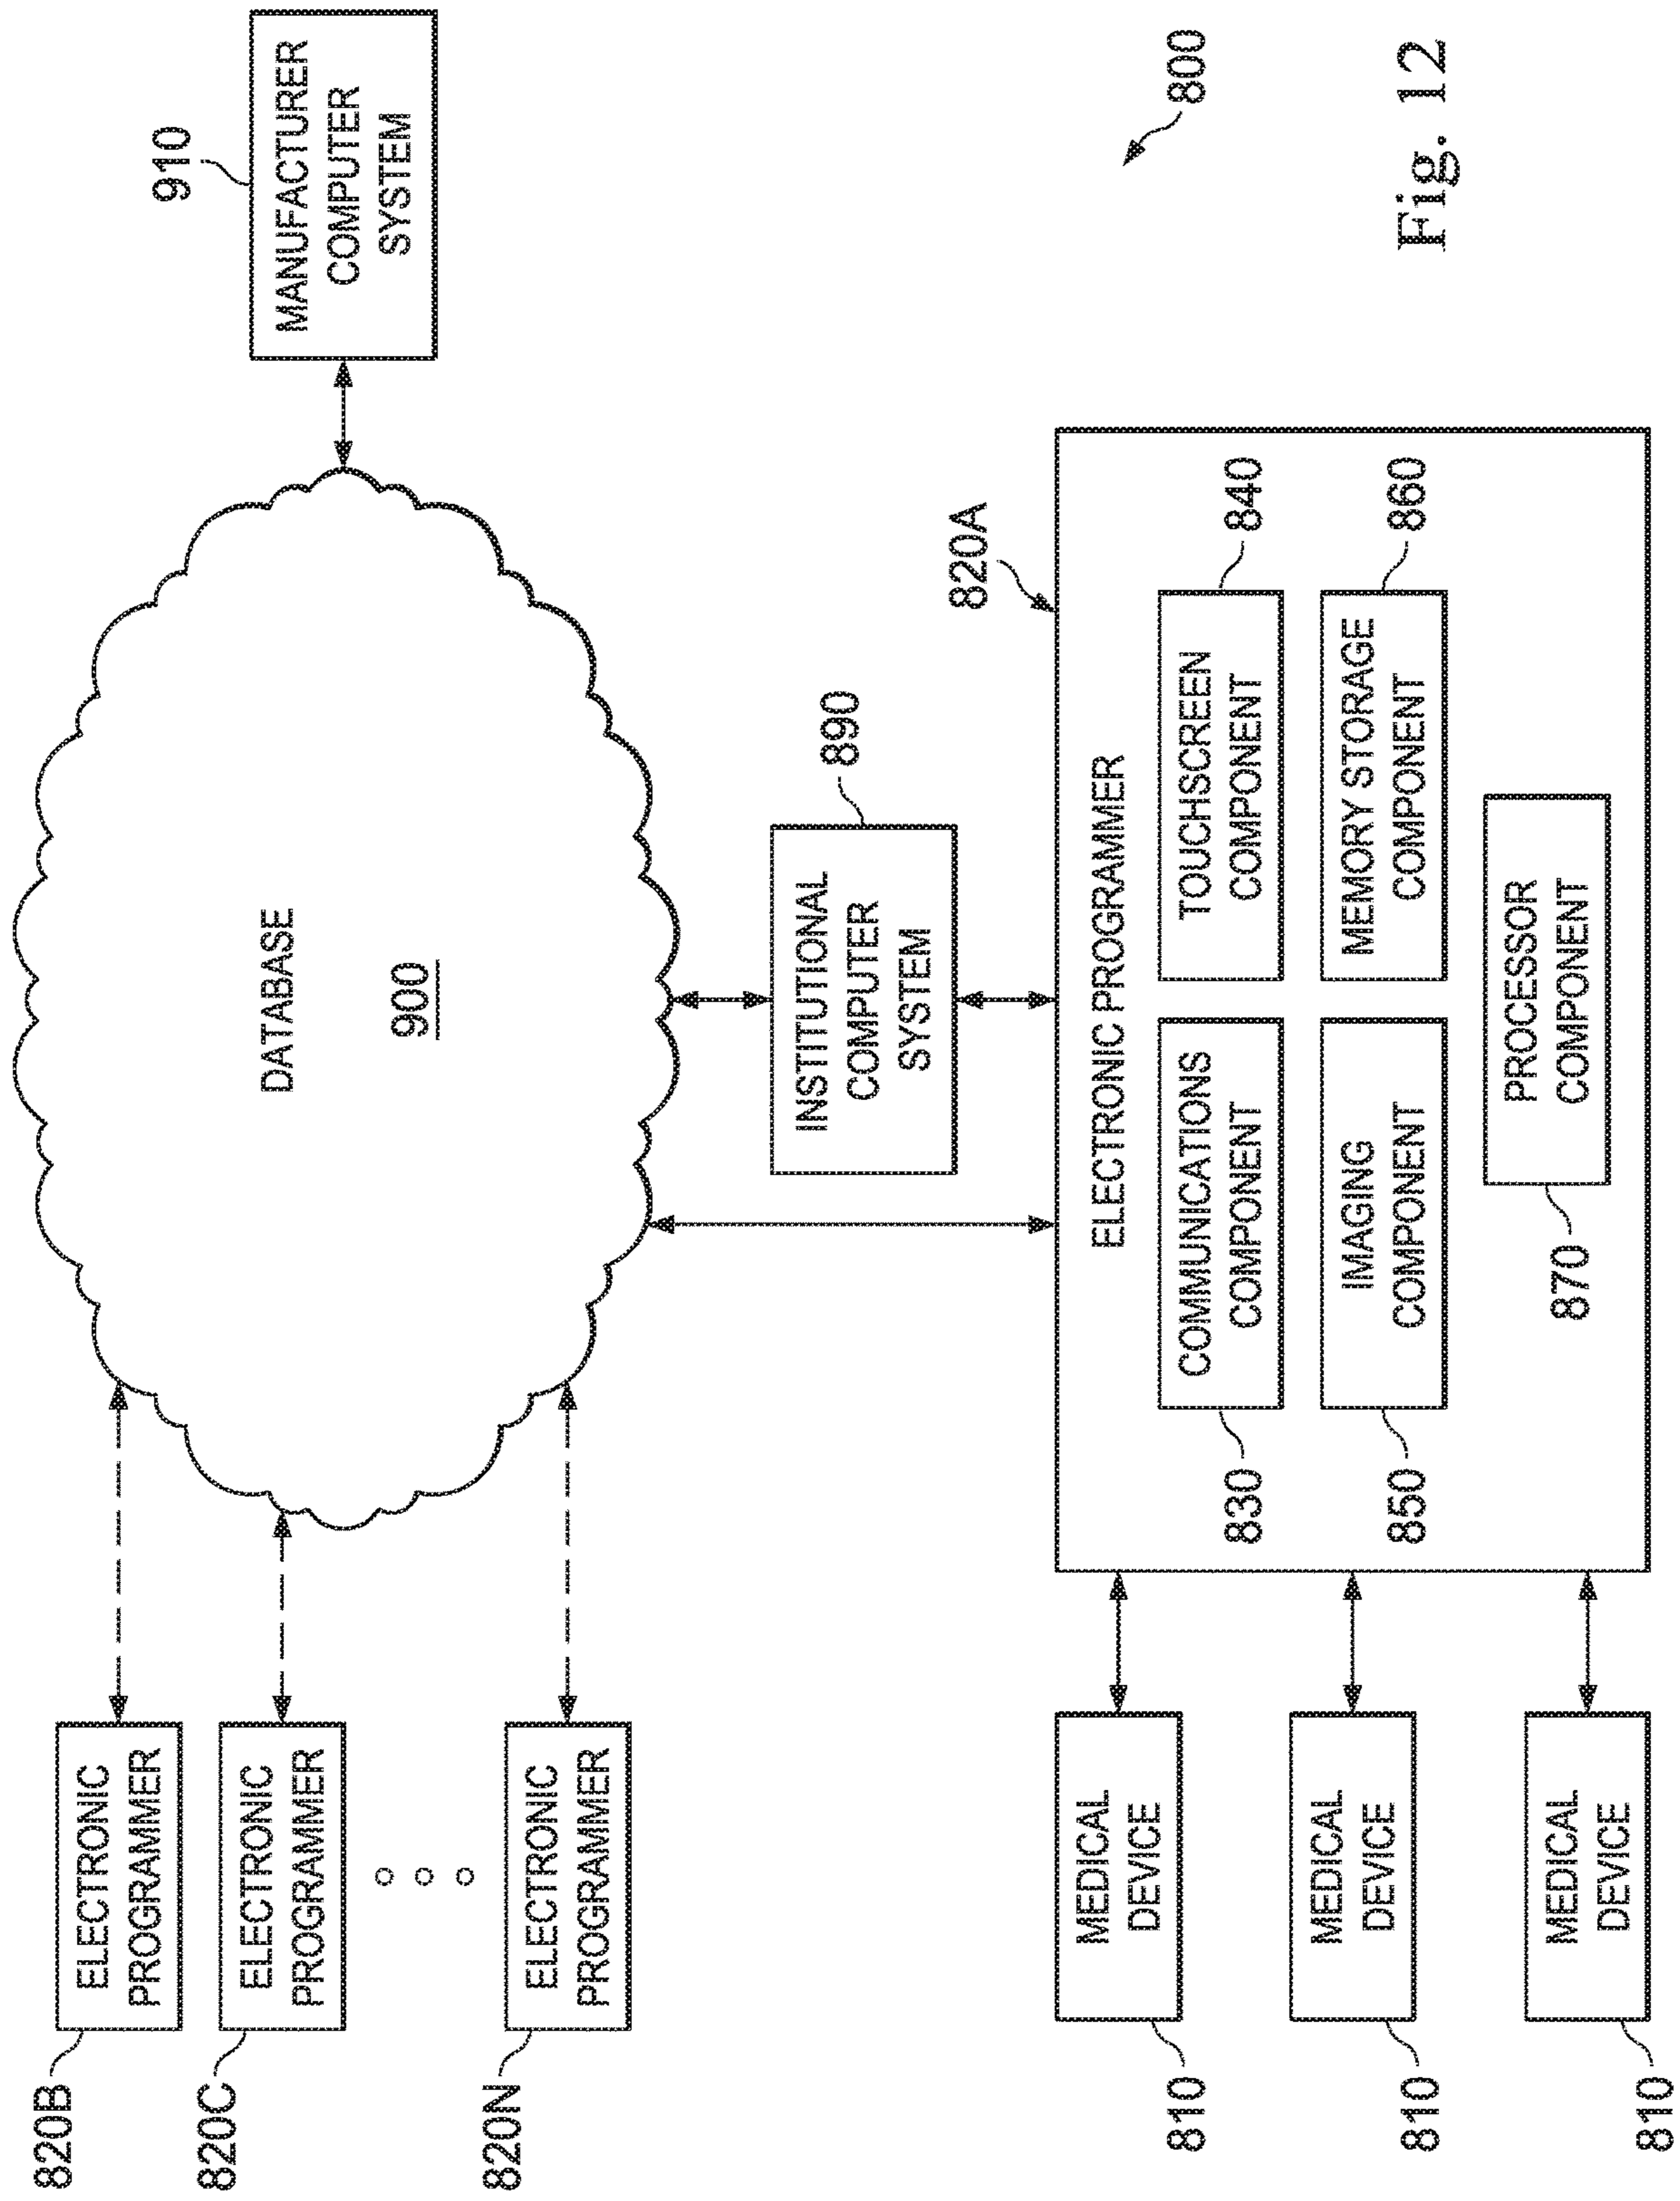 820B
ELECTRONIC
PROGRAMMER
820C
ELECTRONIC
PROGRAMMER
820N
ELECTRONIC
PROGRAMMER
DATABASE
900
910
MANUFACTURER
COMPUTER
SYSTEM
INSTITUTIONAL
COMPUTER
SYSTEM
890
820A
ELECTRONIC PROGRAMMER
COMMUNICATIONS
COMPONENT
830
TOUCHSCREEN
COMPONENT
840
IMAGING
COMPONENT
850
MEMORY STORAGE
COMPONENT
860
PROCESSOR
COMPONENT
870
MEDICAL
DEVICE
810
MEDICAL
DEVICE
810
MEDICAL
DEVICE
810
800
Fig. 12